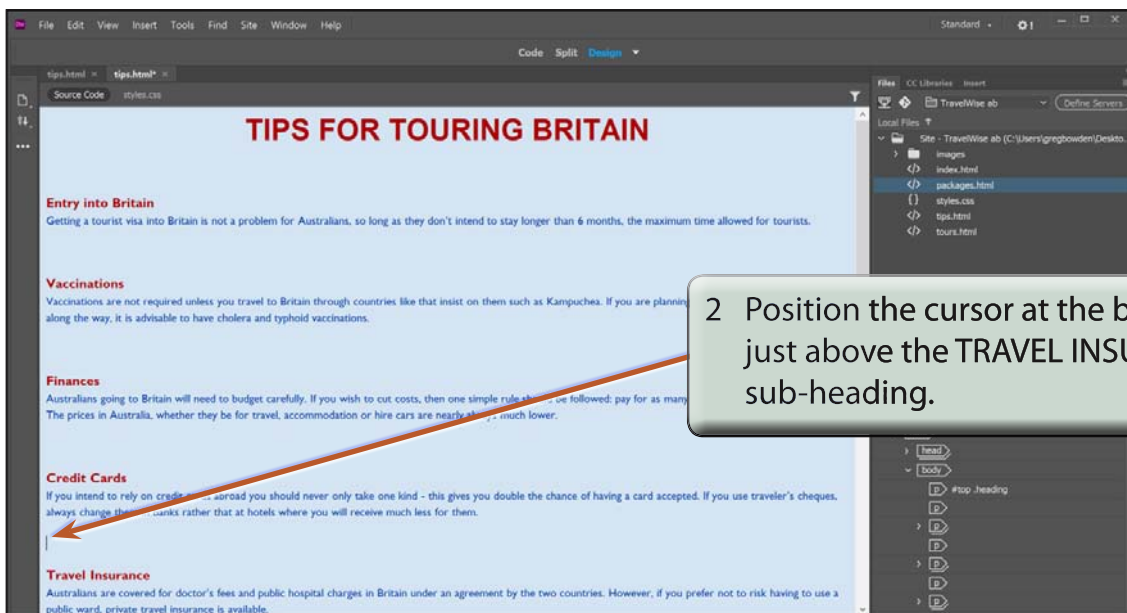 Dw File Edit View Insert Tools Find Site Window Help Standard
Code Split Design
tips.html × tips.html* ×
Source Code styles.css
TIPS FOR TOURING BRITAIN
Entry into Britain
Getting a tourist visa into Britain is not a problem for Australians, so long as they don't intend to stay longer than 6 months, the maximum time allowed for tourists.
Vaccinations
Vaccinations are not required unless you travel to Britain through countries like that insist on them such as Kampuchea. If you are planning
along the way, it is advisable to have cholera and typhoid vaccinations.
Finances
Australians going to Britain will need to budget carefully. If you wish to cut costs, then one simple rule be followed: pay for as many
The prices in Australia, whether they be for travel, accommodation or hire cars are nearly much lower.
Credit Cards
If you intend to rely on abroad you should never only take one kind - this gives you double the chance of having a card accepted. If you use traveler's cheques,
always change rather that at hotels where you will receive much less for them.
Travel Insurance
Australians are covered for doctor's fees and public hospital charges in Britain under an agreement by the two countries. However, if you prefer not to risk having to use a
public ward, private travel insurance is available.
2 Position the cursor at the b
just above the TRAVEL INSU
sub-heading.
Files CC Libraries Insert
TravelWise ab Define Servers
Local Files
Site - TravelWise ab (C:\Users\gregbowden\Deskto...
images
index.html
packages.html
styles.css
tips.html
tours.html
head
body
p #top .heading
p
p
p
p
p
p